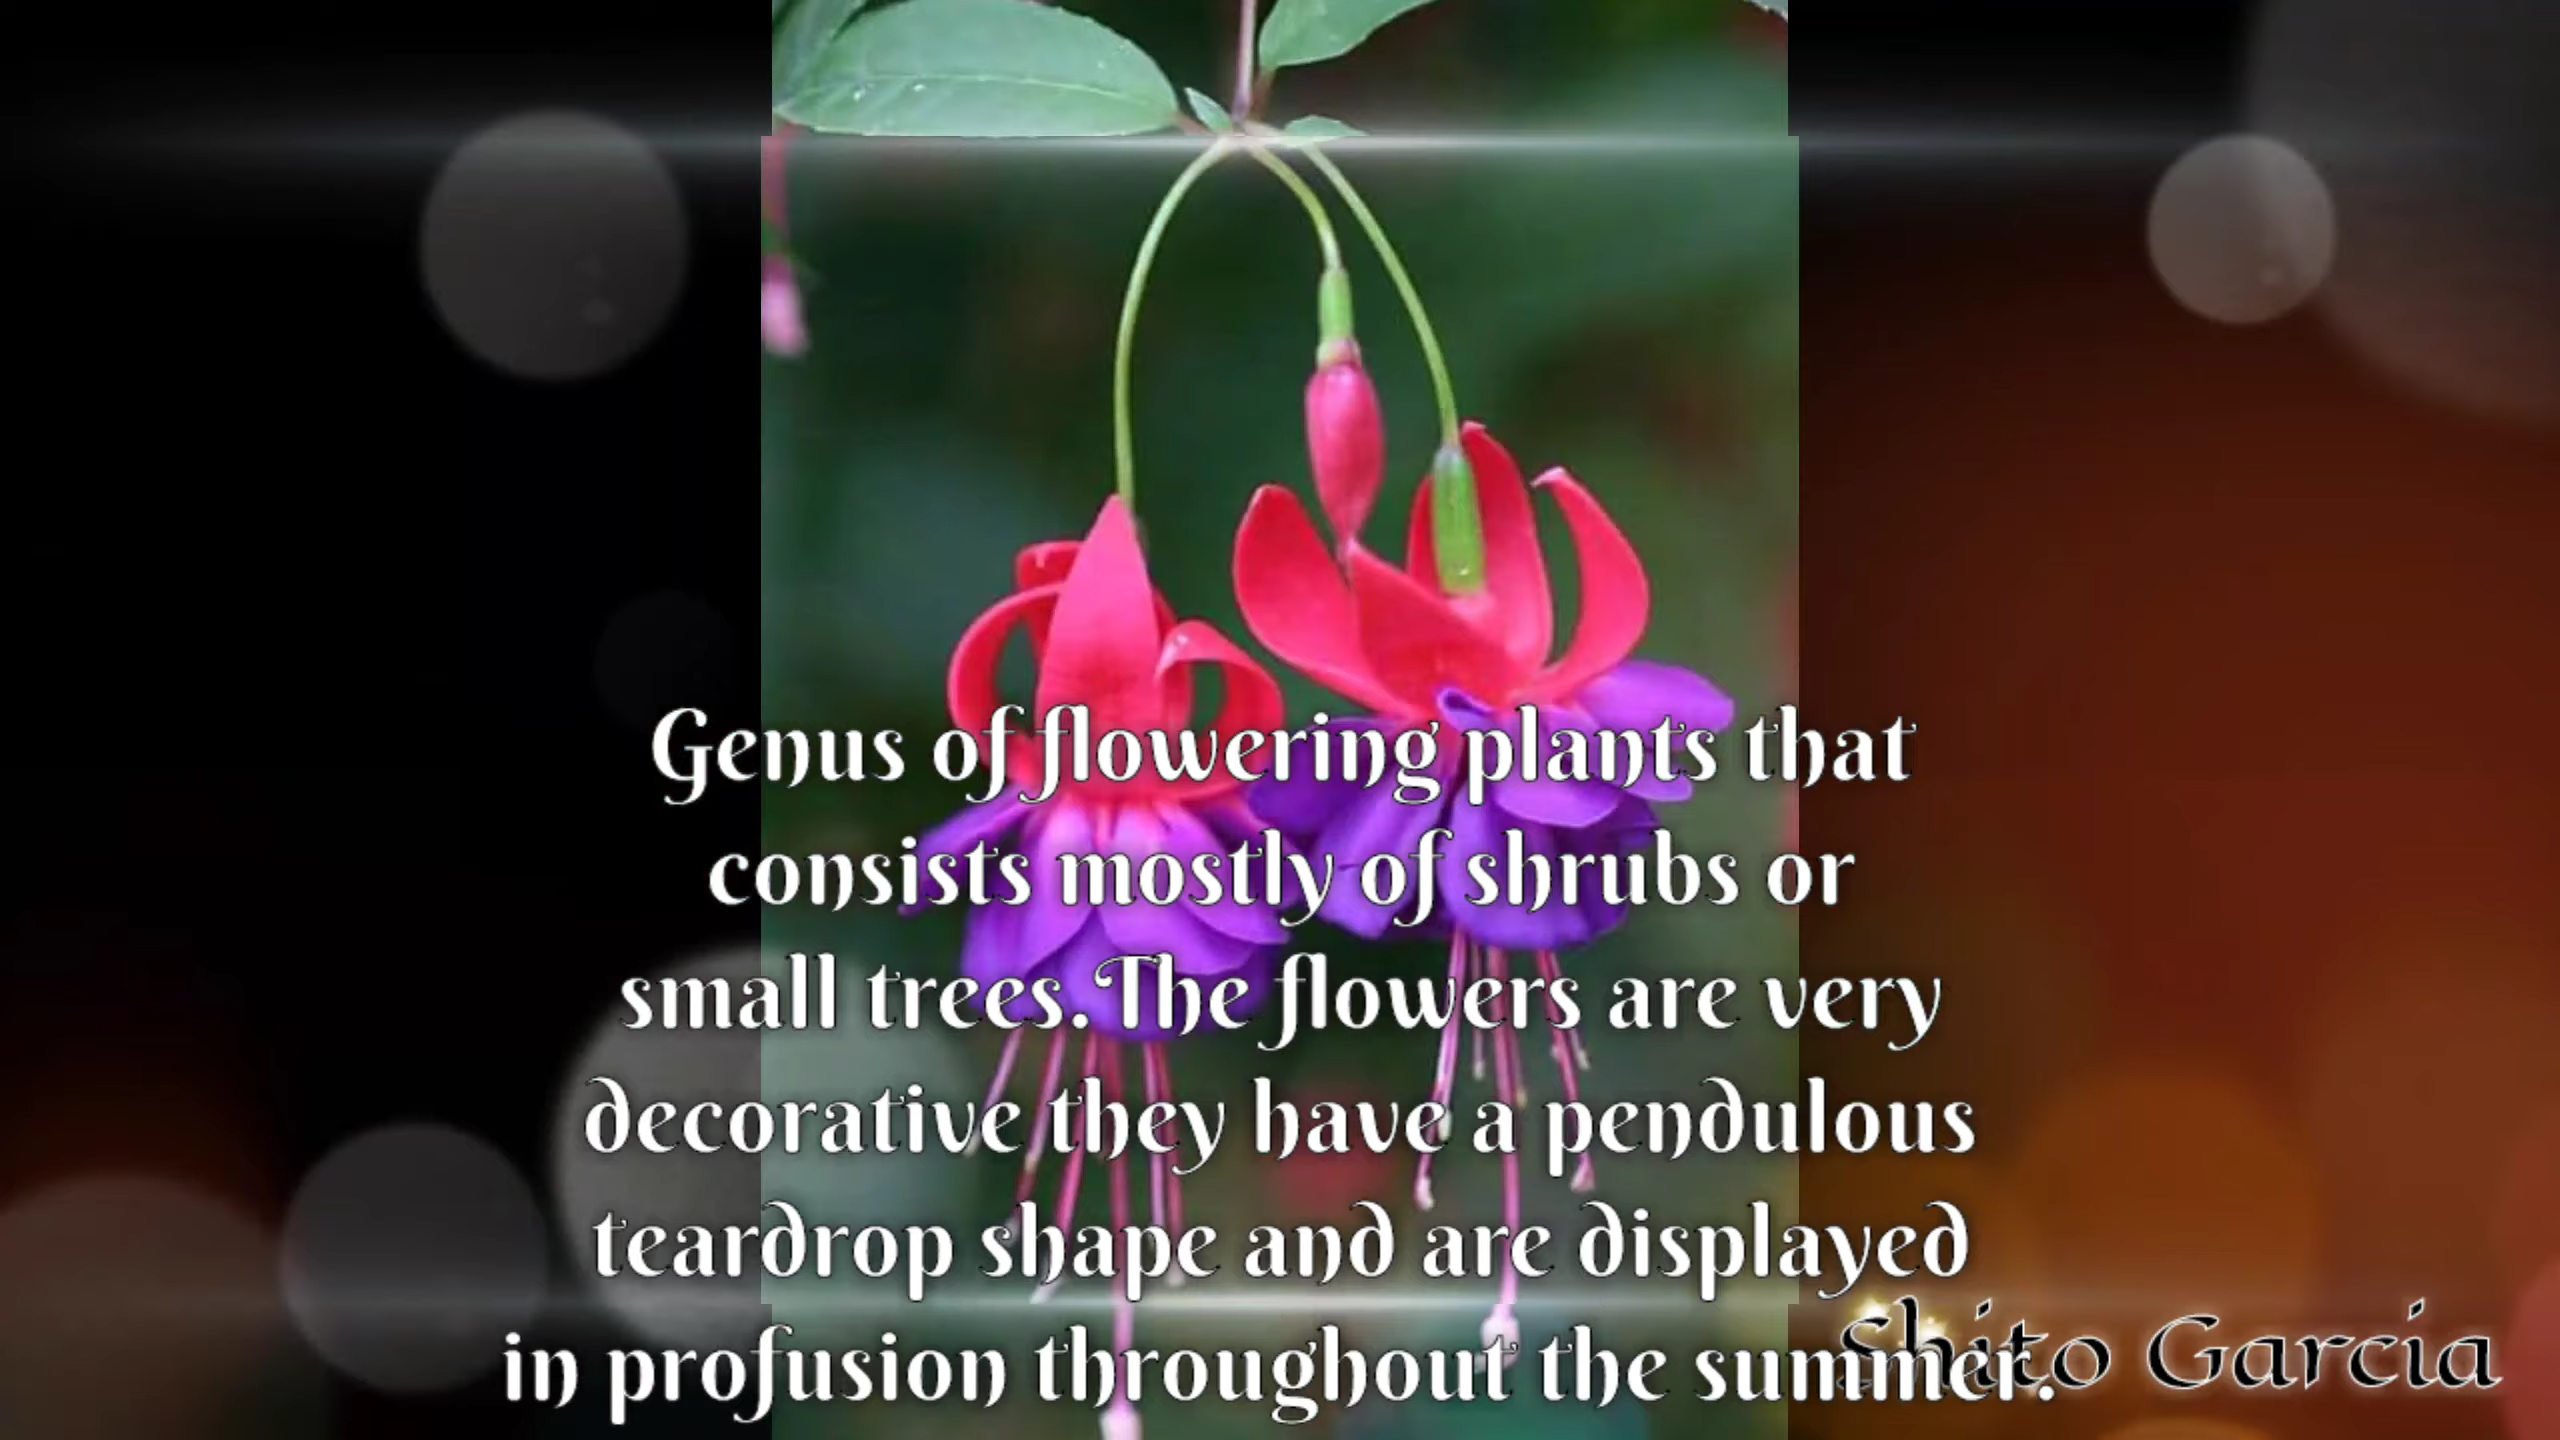 Genus of flowering plants that
consists mostly of shrubs or
small trees.The flowers are very
decorative they have a pendulous
teardrop shape and are displayed
in profusion throughout the summer.
Shito Garcia